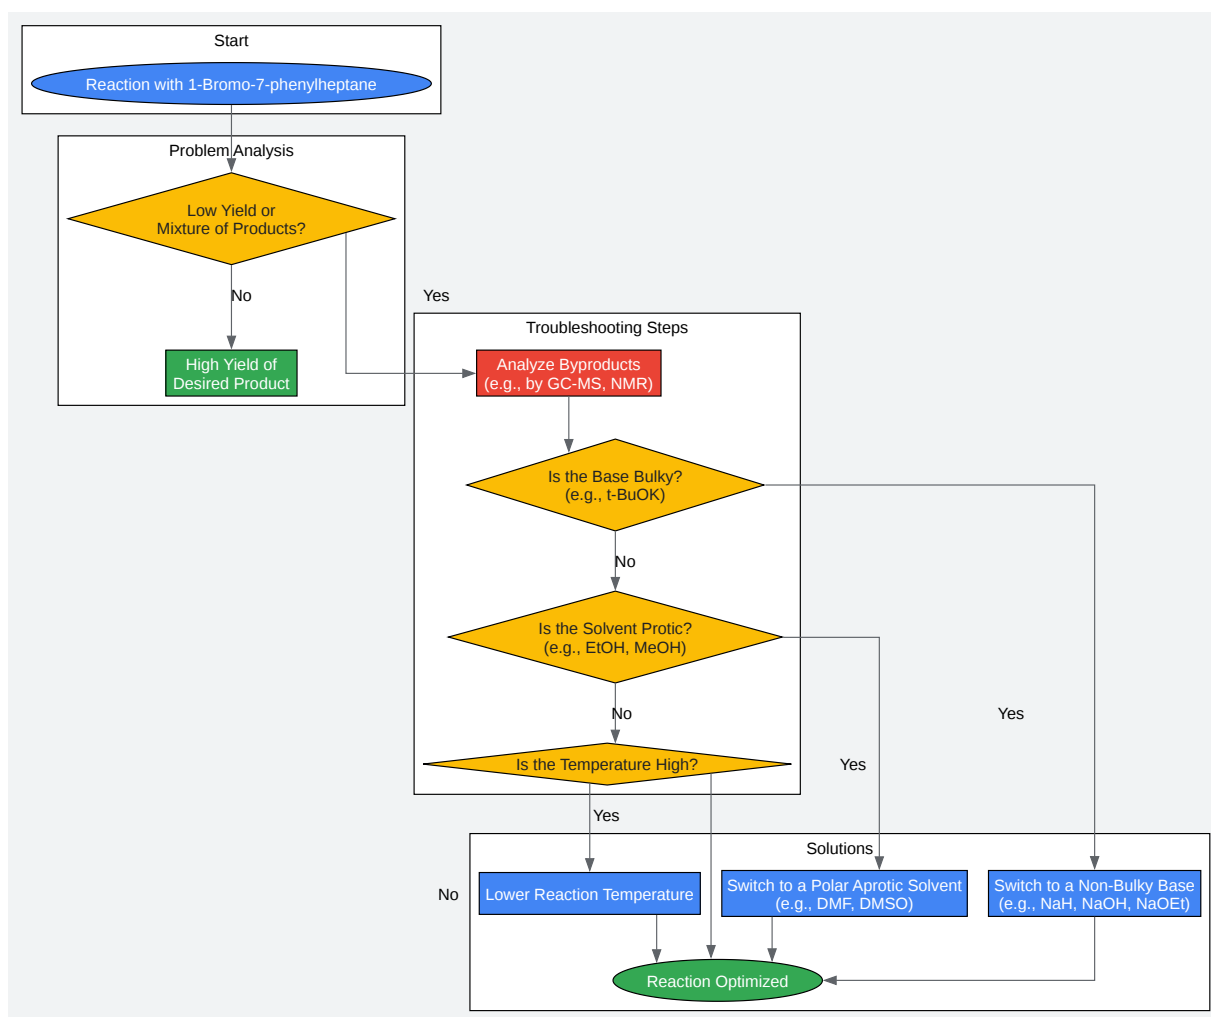 Start
Reaction with 1-Bromo-7-phenylheptane
Problem Analysis
Low Yield or
Mixture of Products?
No
Yes
High Yield of
Desired Product
Troubleshooting Steps
Analyze Byproducts
(e.g., by GC-MS, NMR)
Is the Base Bulky?
(e.g., t-BuOK)
No
Is the Solvent Protic?
(e.g., EtOH, MeOH)
No
Yes
Is the Temperature High?
Yes
Yes
Solutions
No
Lower Reaction Temperature
Switch to a Polar Aprotic Solvent
(e.g., DMF, DMSO)
Switch to a Non-Bulky Base
(e.g., NaH, NaOH, NaOEt)
Reaction Optimized